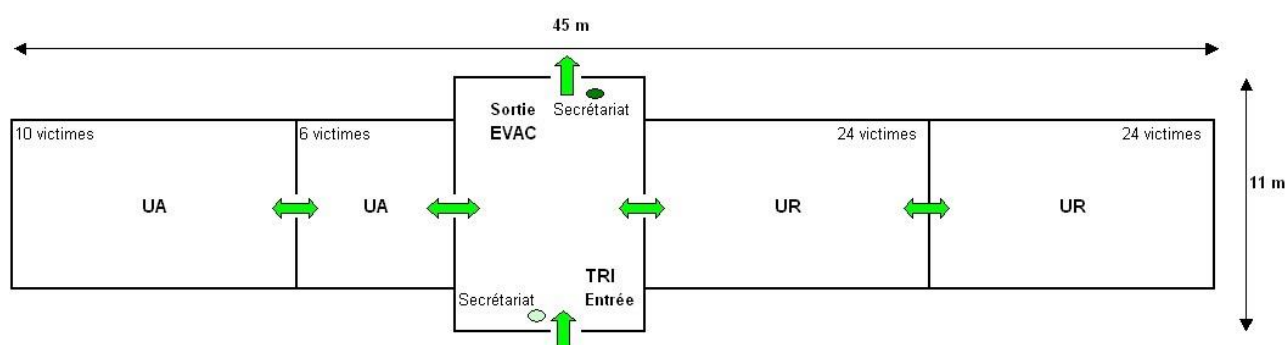 45 m
Sortie Secrétariat
EVAC
10 victimes
6 victimes
24 victimes
24 victimes
11 m
UA
UA
UR
UR
TRI
Secrétariat Entrée